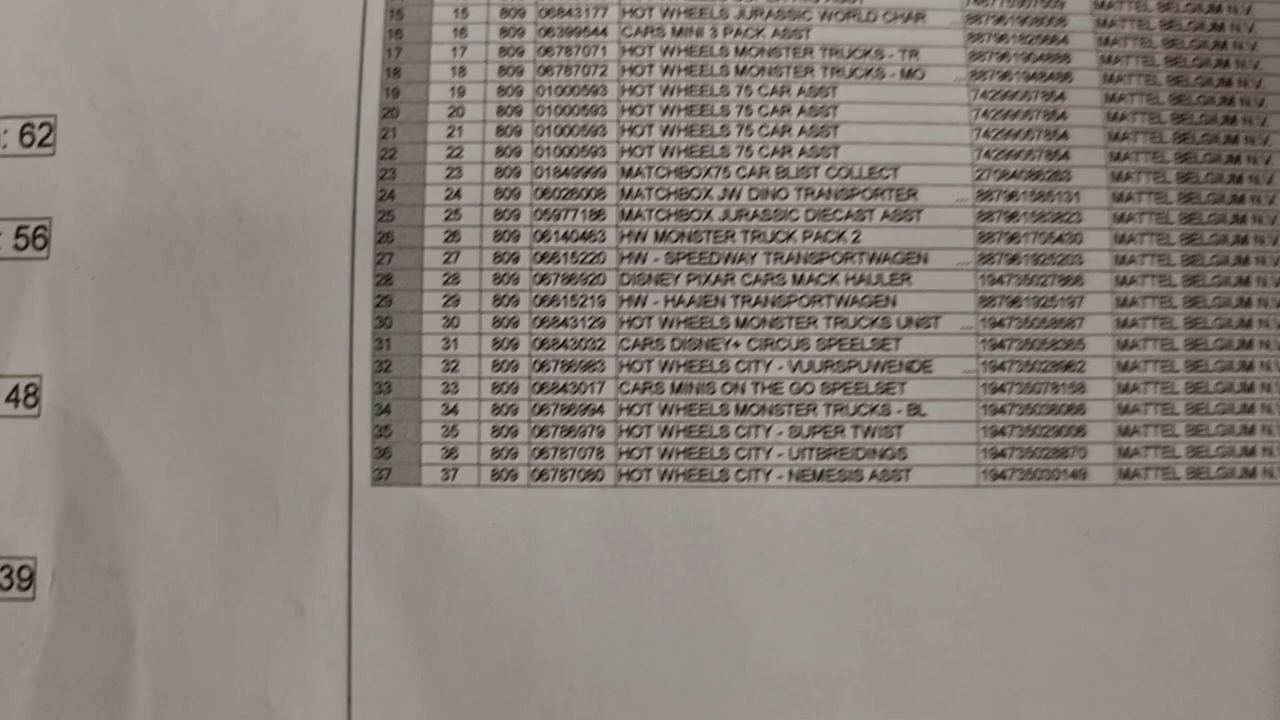 15 15 809 06843177 HOT WHEELS JURASSIC WORLD CHAR ...
16 16 809 06399544 CARS MINI 3 PACK ASST MATTEL BELGIUM N.V.
17 17 809 06787071 HOT WHEELS MONSTER TRUCKS - TR MATTEL BELGIUM N.V.
18 18 809 06787072 HOT WHEELS MONSTER TRUCKS - MO ... MATTEL BELGIUM N.V.
19 19 809 01000593 HOT WHEELS 75 CAR ASST 74299057854 MATTEL BELGIUM N.V.
20 20 809 01000593 HOT WHEELS 75 CAR ASST 74299057854 MATTEL BELGIUM N.V.
21 21 809 01000593 HOT WHEELS 75 CAR ASST 74299057854 MATTEL BELGIUM N.V.
22 22 809 01000593 HOT WHEELS 75 CAR ASST 74299057854 MATTEL BELGIUM N.V.
23 23 809 01849999 MATCHBOX75 CAR BLIST COLLECT MATTEL BELGIUM N.V.
24 24 809 06028008 MATCHBOX JW DINO TRANSPORTER ... 887961585131 MATTEL BELGIUM N.V.
25 25 809 05977186 MATCHBOX JURASSIC DIECAST ASST MATTEL BELGIUM N.V.
26 26 809 06140463 HW MONSTER TRUCK PACK 2 887961705430 MATTEL BELGIUM N.V.
27 27 809 06615220 HW - SPEEDWAY TRANSPORTWAGEN ... 887961925203 MATTEL BELGIUM N.V.
28 28 809 06786920 DISNEY PIXAR CARS MACK HAULER MATTEL BELGIUM N.V.
29 29 809 06615219 HW - HAAIEN TRANSPORTWAGEN 887961925197 MATTEL BELGIUM N.V.
30 30 809 06843129 HOT WHEELS MONSTER TRUCKS UNST ... 194735058587 MATTEL BELGIUM N.
31 31 809 06843032 CARS DISNEY+ CIRCUS SPEELSET MATTEL BELGIUM N.
32 32 809 06786983 HOT WHEELS CITY - VUURSPUWENDE ... MATTEL BELGIUM N.
33 33 809 06843017 CARS MINIS ON THE GO SPEELSET 194735078158 MATTEL BELGIUM N.
34 34 809 06786994 HOT WHEELS MONSTER TRUCKS - BL MATTEL BELGIUM N.
35 35 809 06786979 HOT WHEELS CITY - SUPER TWIST 194735029006 MATTEL BELGIUM N.
36 36 809 06787078 HOT WHEELS CITY - UITBREIDINGS 194735028870 MATTEL BELGIUM N.
37 37 809 06787080 HOT WHEELS CITY - NEMESIS ASST 194735030149 MATTEL BELGIUM N.
: 62
: 56
48
39